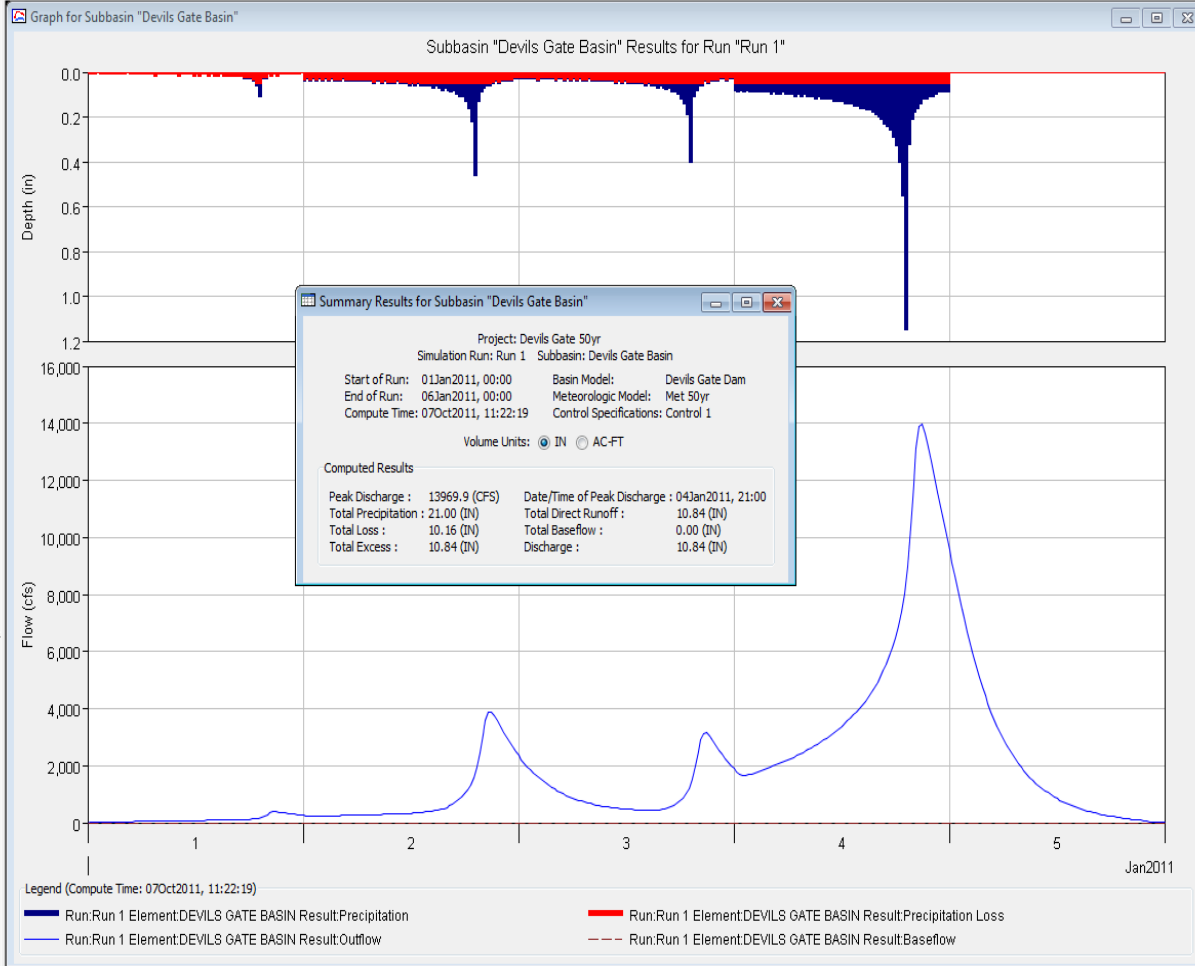 Graph for Subbasin "Devils Gate Basin"
Subbasin "Devils Gate Basin" Results for Run "Run 1"
0.0
0.2
0.4
0.6
0.8
1.0
1.2
Depth (in)
Summary Results for Subbasin "Devils Gate Basin"
Project: Devils Gate 50yr
Simulation Run: Run 1 Subbasin: Devils Gate Basin
Start of Run: 01Jan2011, 00:00 Basin Model: Devils Gate Dam
End of Run: 06Jan2011, 00:00 Meteorologic Model: Met 50yr
Compute Time: 07Oct2011, 11:22:19 Control Specifications: Control 1
Volume Units: IN AC-FT
Computed Results
Peak Discharge : 13969.9 (CFS) Date/Time of Peak Discharge : 04Jan2011, 21:00
Total Precipitation : 21.00 (IN) Total Direct Runoff : 10.84 (IN)
Total Loss : 10.16 (IN) Total Baseflow : 0.00 (IN)
Total Excess : 10.84 (IN) Discharge : 10.84 (IN)
16,000
14,000
12,000
10,000
8,000
6,000
4,000
2,000
0
Flow (cfs)
1 2 3 4 5
Jan2011
Legend (Compute Time: 07Oct2011, 11:22:19)
Run:Run 1 Element:DEVILS GATE BASIN Result:Precipitation Run:Run 1 Element:DEVILS GATE BASIN Result:Precipitation Loss
Run:Run 1 Element:DEVILS GATE BASIN Result:Outflow Run:Run 1 Element:DEVILS GATE BASIN Result:Baseflow